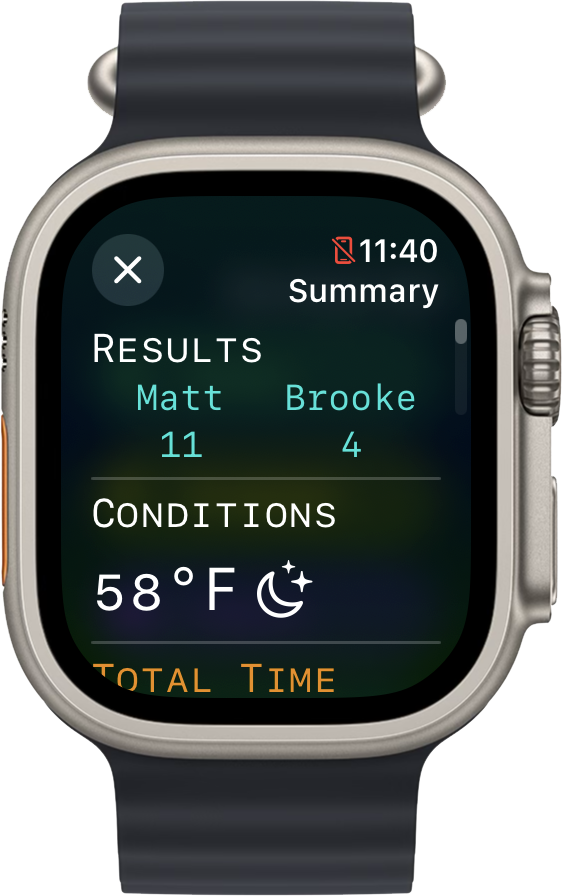 11:40
Summary
Results
Matt Brooke
11 4
Conditions
58°F
Total Time